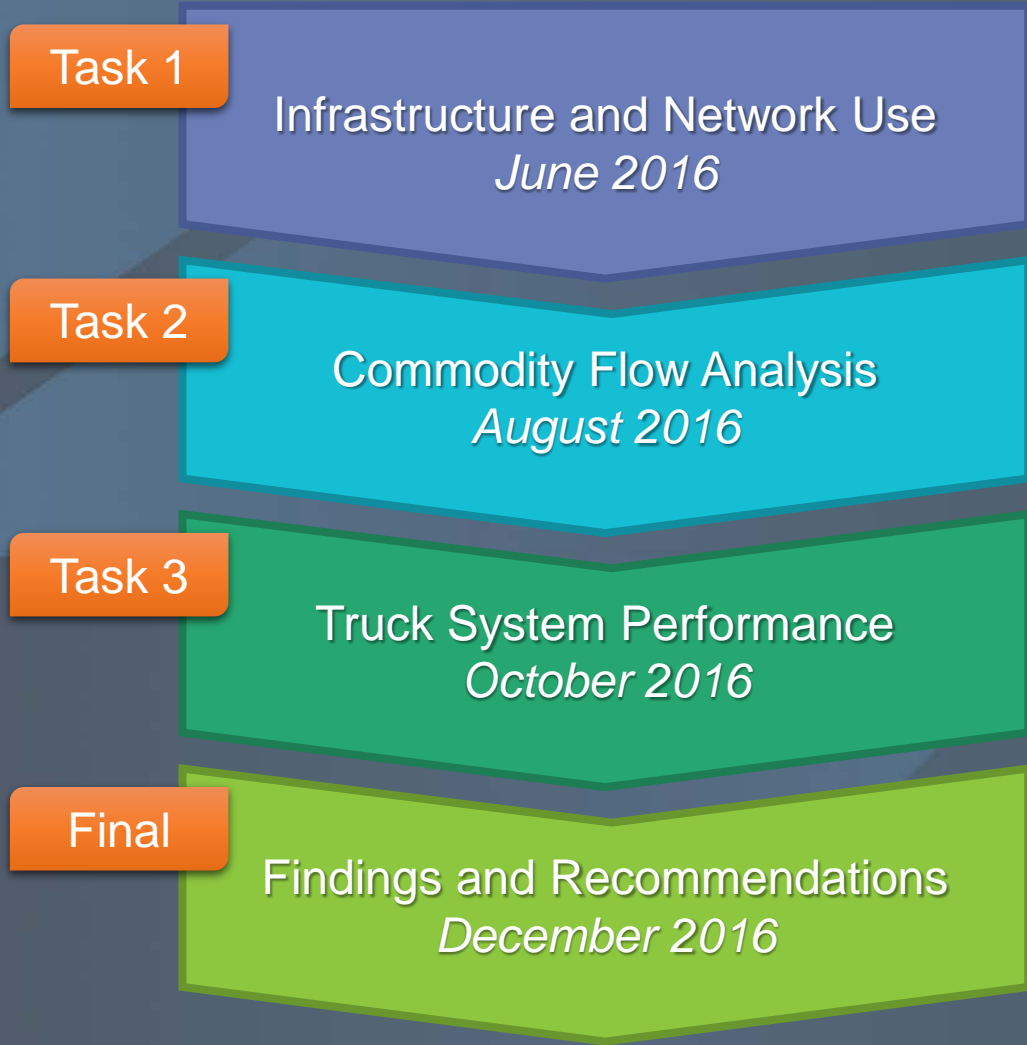 Task 1
Infrastructure and Network Use
June 2016
Task 2
Commodity Flow Analysis
August 2016
Task 3
Truck System Performance
October 2016
Final
Findings and Recommendations
December 2016